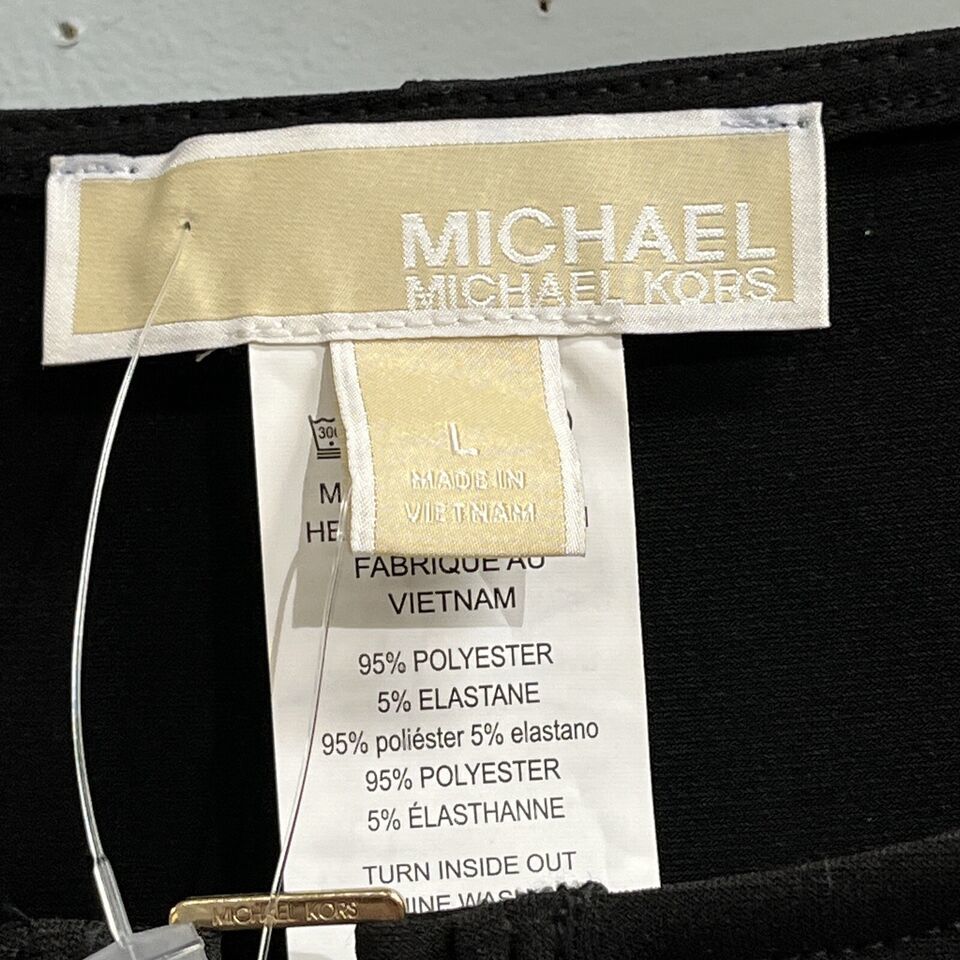 MICHAEL
MICHAEL KORS
L
MADE IN
VIETNAM
FABRIQUÉ AU
VIETNAM
95% POLYESTER
5% ELASTANE
95% poliéster 5% elastano
95% POLYESTER
5% ÉLASTHANNE
TURN INSIDE OUT
MICHAEL KORS